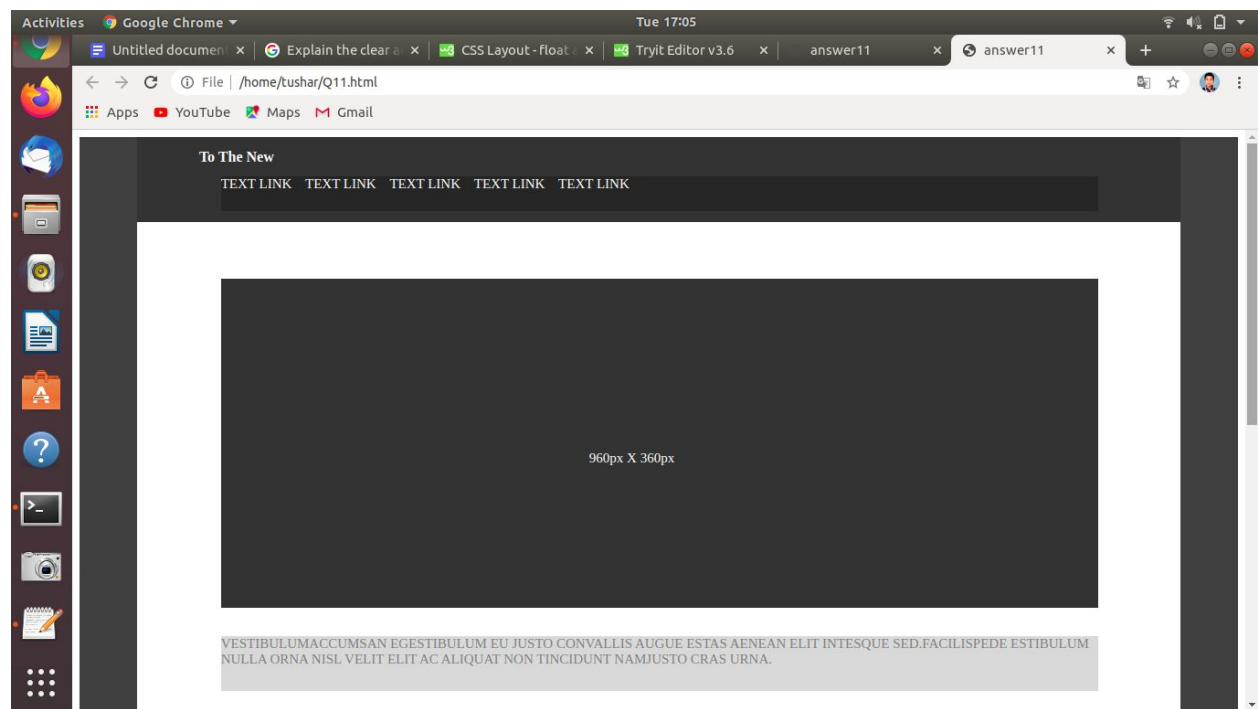 Activities Google Chrome Tue 17:05
Untitled document Explain the clear a CSS Layout - float a Tryit Editor v3.6 answer11 answer11
File /home/tushar/Q11.html
Apps YouTube Maps Gmail
To The New
TEXT LINK TEXT LINK TEXT LINK TEXT LINK TEXT LINK
960px X 360px
VESTIBULUMACCUMSAN EGESTIBULUM EU JUSTO CONVALLIS AUGUE ESTAS AENEAN ELIT INTESQUE SED.FACILISPEDE ESTIBULUM
NULLA ORNA NISL VELIT ELIT AC ALIQUAT NON TINCIDUNT NAMJUSTO CRAS URNA.